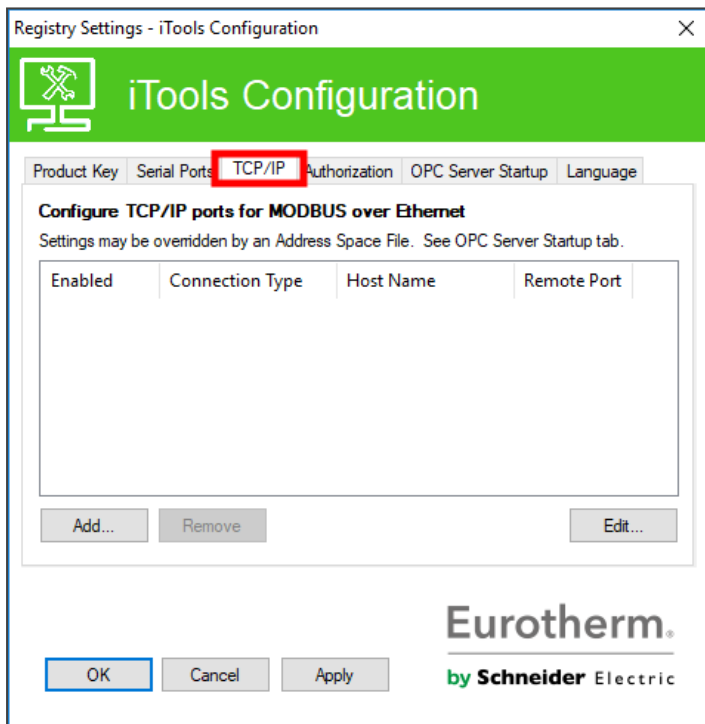 Registry Settings - iTools Configuration
iTools Configuration
Product Key Serial Ports TCP/IP Authorization OPC Server Startup Language
Configure TCP/IP ports for MODBUS over Ethernet
Settings may be overridden by an Address Space File. See OPC Server Startup tab.
Enabled Connection Type Host Name Remote Port
Add... Remove Edit...
Eurotherm®
OK Cancel Apply
by Schneider Electric